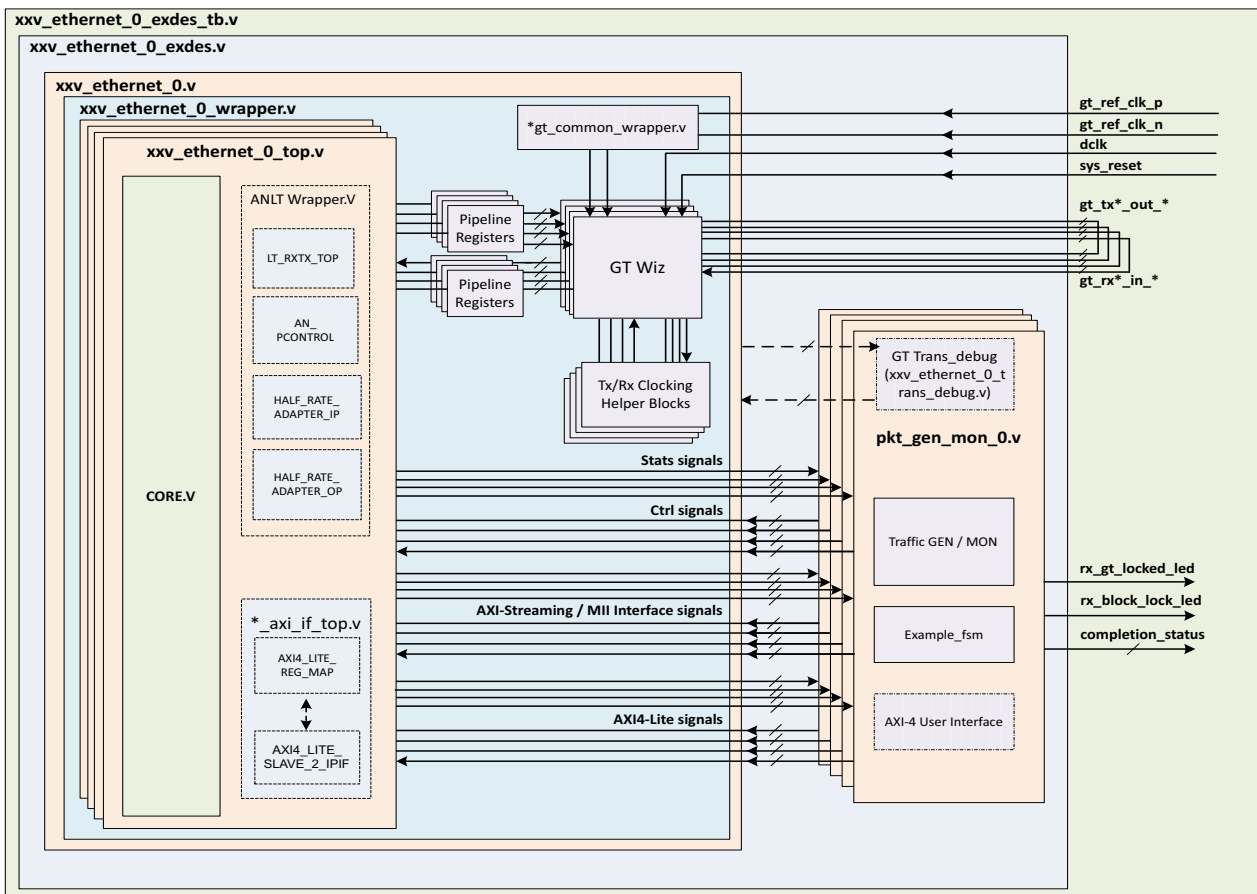 xxv_ethernet_0_exdes_tb.v
xxv_ethernet_0_exdes.v
xxv_ethernet_0.v
xxv_ethernet_0_wrapper.v
xxv_ethernet_0_top.v
CORE.V
ANLT Wrapper.V
LT_RXTX_TOP
AN_
PCONTROL
HALF_RATE_
ADAPTER_IP
HALF_RATE_
ADAPTER_OP
*_axi_if_top.v
AXI4_LITE_
REG_MAP
AXI4_LITE_
SLAVE_2_IPIF
*gt_common_wrapper.v
Pipeline
Registers
Pipeline
Registers
GT Wiz
Tx/Rx Clocking
Helper Blocks
Stats signals
Ctrl signals
AXI-Streaming / MII Interface signals
AXI4-Lite signals
gt_ref_clk_p
gt_ref_clk_n
dclk
sys_reset
gt_tx*_out_*
gt_rx*_in_*
GT Trans_debug
(xxv_ethernet_0_t
rans_debug.v)
pkt_gen_mon_0.v
Traffic GEN / MON
Example_fsm
AXI-4 User Interface
rx_gt_locked_led
rx_block_lock_led
completion_status